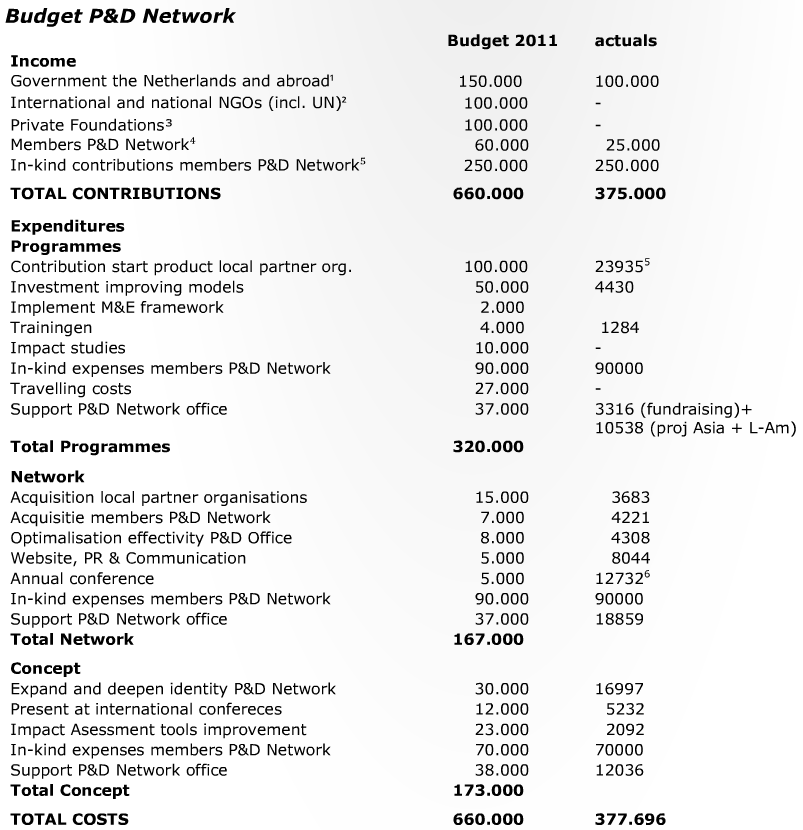 Budget P&D Network
Budget 2011 actuals
Income
Government the Netherlands and abroad¹ 150.000 100.000
International and national NGOs (incl. UN)² 100.000 -
Private Foundations³ 100.000 -
Members P&D Network⁴ 60.000 25.000
In-kind contributions members P&D Network⁵ 250.000 250.000
TOTAL CONTRIBUTIONS 660.000 375.000
Expenditures
Programmes
Contribution start product local partner org. 100.000 23935⁵
Investment improving models 50.000 4430
Implement M&E framework 2.000
Trainingen 4.000 1284
Impact studies 10.000 -
In-kind expenses members P&D Network 90.000 90000
Travelling costs 27.000 -
Support P&D Network office 37.000 3316 (fundraising)+
10538 (proj Asia + L-Am)
Total Programmes 320.000
Network
Acquisition local partner organisations 15.000 3683
Acquisitie members P&D Network 7.000 4221
Optimalisation effectivity P&D Office 8.000 4308
Website, PR & Communication 5.000 8044
Annual conference 5.000 12732⁶
In-kind expenses members P&D Network 90.000 90000
Support P&D Network office 37.000 18859
Total Network 167.000
Concept
Expand and deepen identity P&D Network 30.000 16997
Present at international confereces 12.000 5232
Impact Asessment tools improvement 23.000 2092
In-kind expenses members P&D Network 70.000 70000
Support P&D Network office 38.000 12036
Total Concept 173.000
TOTAL COSTS 660.000 377.696